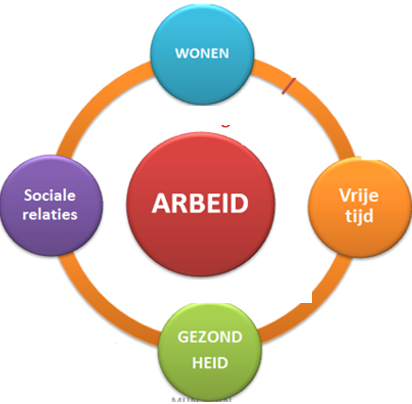 WONEN
Sociale
relaties
ARBEID
Vrije
tijd
GEZOND
HEID